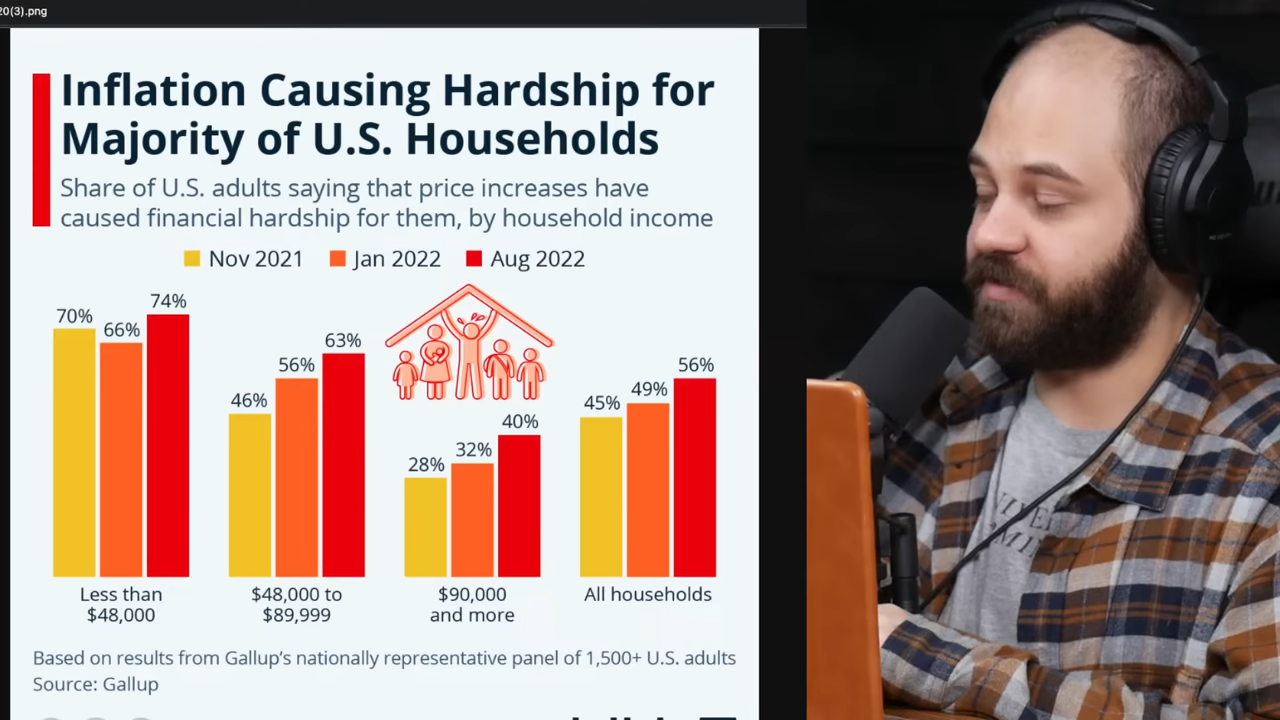 20(3).png
Inflation Causing Hardship for
Majority of U.S. Households
Share of U.S. adults saying that price increases have
caused financial hardship for them, by household income
Nov 2021 Jan 2022 Aug 2022
70% 66% 74%
46% 56% 63%
28% 32% 40%
45% 49% 56%
Less than
$48,000
$48,000 to
$89,999
$90,000
and more
All households
Based on results from Gallup's nationally representative panel of 1,500+ U.S. adults
Source: Gallup